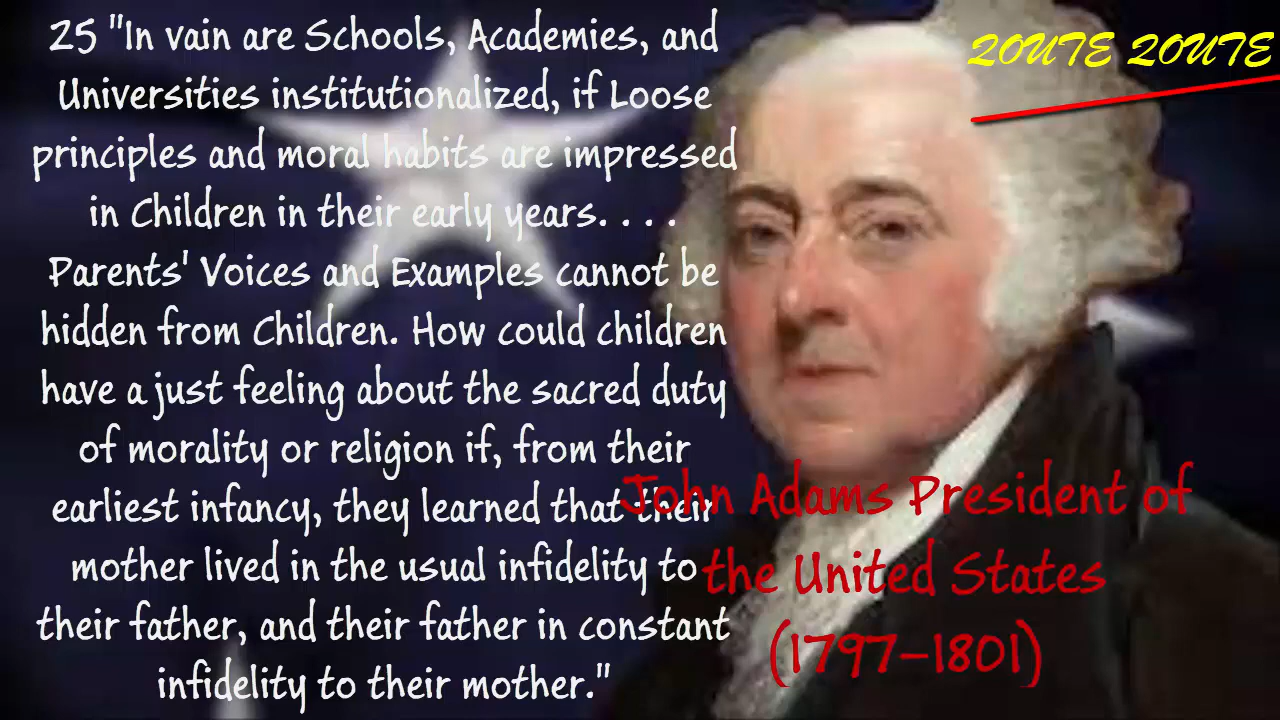 25 "In vain are Schools, Academies, and
Universities institutionalized, if Loose
principles and moral habits are impressed
in Children in their early years. . . .
Parents' Voices and Examples cannot be
hidden from Children. How could children
have a just feeling about the sacred duty
of morality or religion if, from their
earliest infancy, they learned that their
mother lived in the usual infidelity to
their father, and their father in constant
infidelity to their mother."
2OUTE 2OUTE
John Adams President of
the United States
(1797-1801)